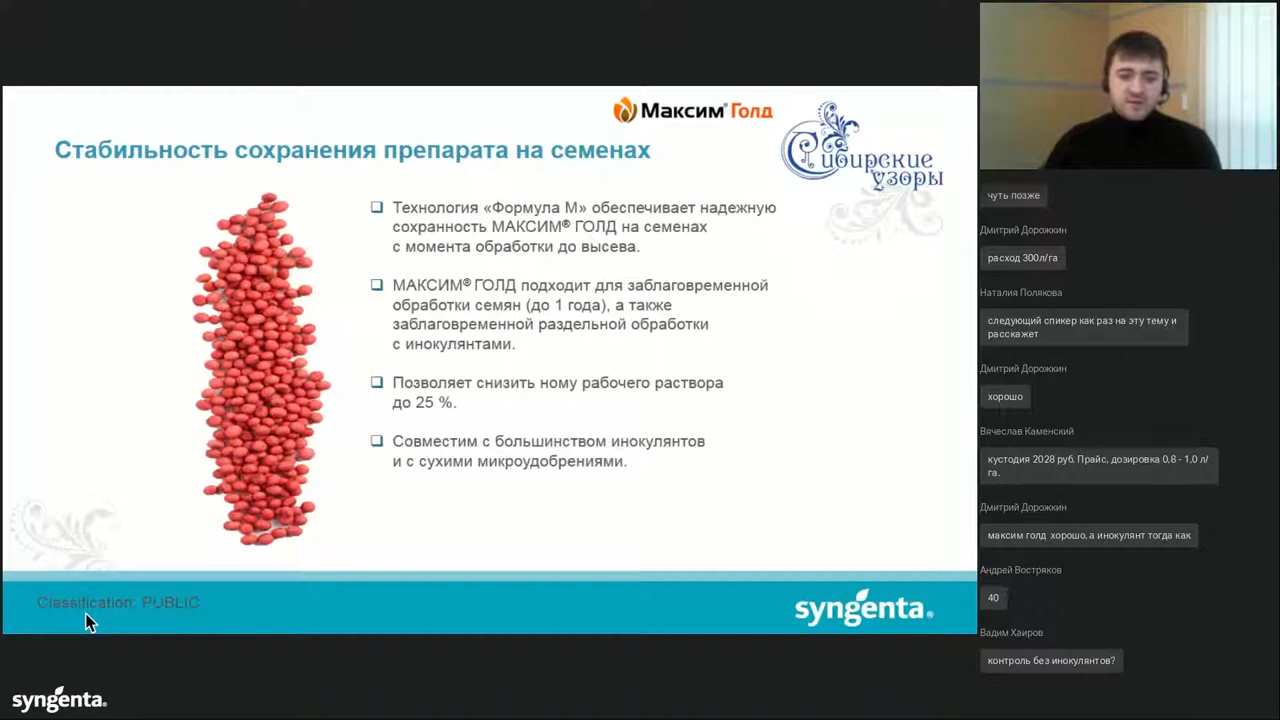 Максим® Голд
Сибирские
узоры
Стабильность сохранения препарата на семенах
Технология «Формула М» обеспечивает надежную
сохранность МАКСИМ® ГОЛД на семенах
с момента обработки до высева.
МАКСИМ® ГОЛД подходит для заблаговременной
обработки семян (до 1 года), а также
заблаговременной раздельной обработки
с инокулянтами.
Позволяет снизить ному рабочего раствора
до 25 %.
Совместим с большинством инокулянтов
и с сухими микроудобрениями.
Classification: PUBLIC
syngenta®
syngenta®
чуть позже
Дмитрий Дорожкин
расход 300л/га
Наталия Полякова
следующий спикер как раз на эту тему и
расскажет
Дмитрий Дорожкин
хорошо
Вячеслав Каменский
кустодия 2028 руб. Прайс, дозировка 0,8 - 1,0 л/
га.
Дмитрий Дорожкин
максим голд хорошо, а инокулянт тогда как
Андрей Востряков
40
Вадим Хаиров
контроль без инокулянтов?